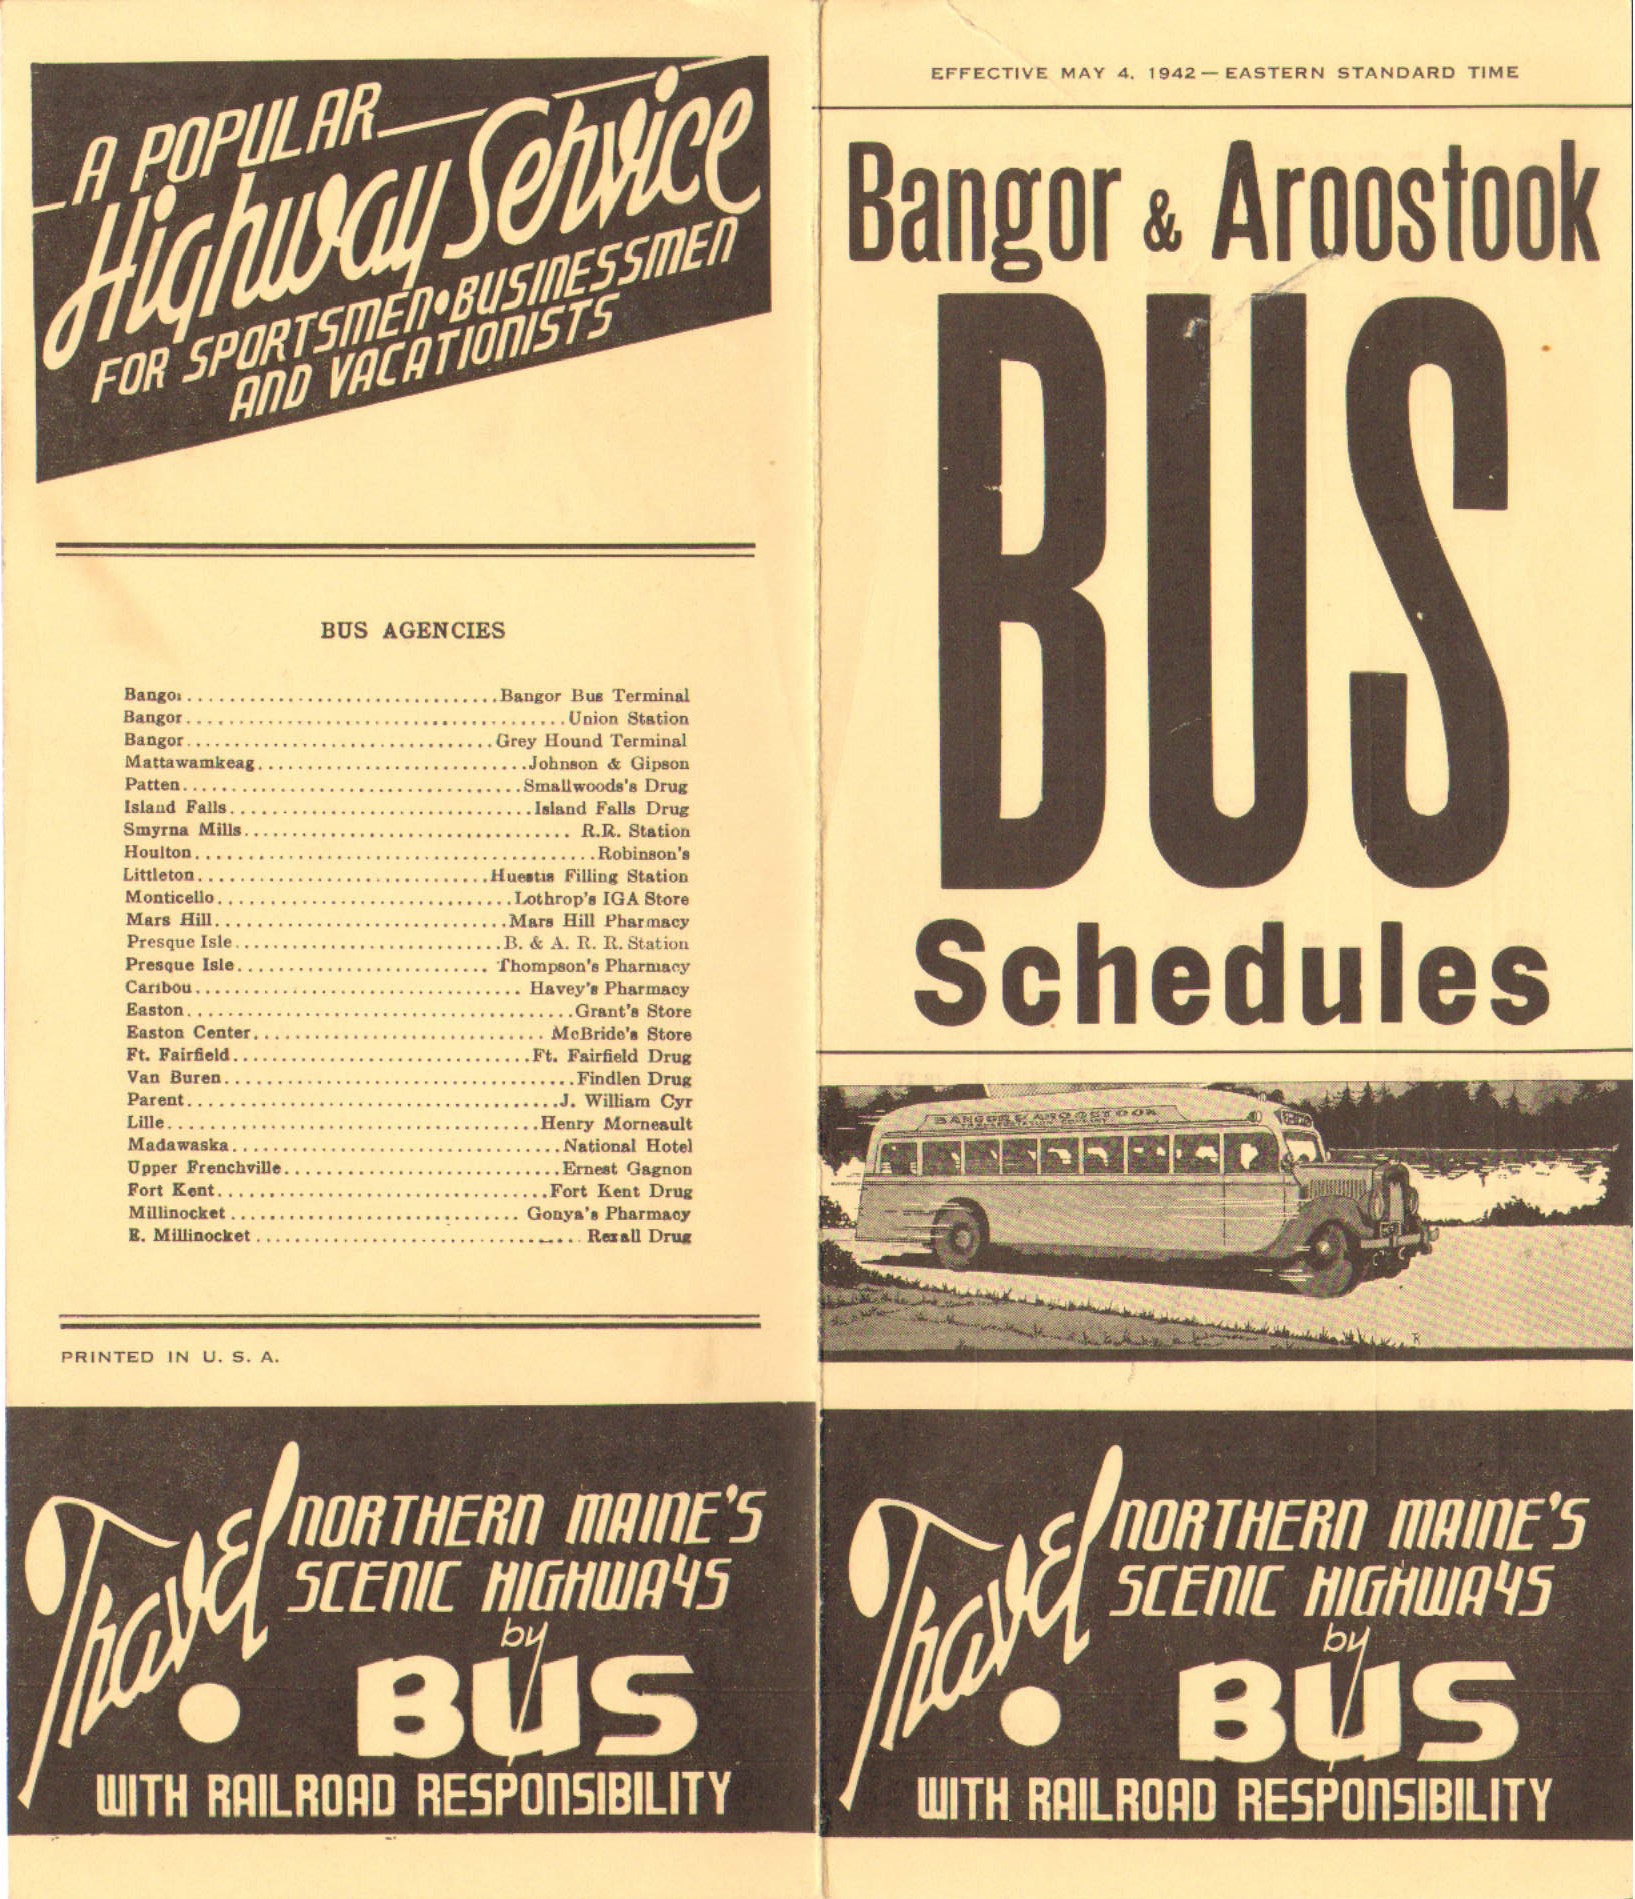 A POPULAR
Highway Service
FOR SPORTSMEN • BUSINESSMEN
AND VACATIONISTS
BUS AGENCIES
Bangor ................................ Bangor Bus Terminal
Bangor ........................................ Union Station
Bangor ................................ Grey Hound Terminal
Mattawamkeag ............................. Johnson & Gipson
Patten ..................................... Smallwood's Drug
Island Falls ................................ Island Falls Drug
Smyrna Mills ................................. R.R. Station
Houlton .......................................... Robinson's
Littleton ............................... Huestis Filling Station
Monticello ................................ Lothrop's IGA Store
Mars Hill ................................ Mars Hill Pharmacy
Presque Isle .............................. B. & A. R. R. Station
Presque Isle ............................ Thompson's Pharmacy
Caribou .................................. Havey's Pharmacy
Easton ........................................ Grant's Store
Easton Center ............................... McBride's Store
Ft. Fairfield ................................ Ft. Fairfield Drug
Van Buren .................................... Findlen Drug
Parent ...................................... J. William Cyr
Lille ...................................... Henry Morneault
Madawaska .................................. National Hotel
Upper Frenchville ............................ Ernest Gagnon
Fort Kent .................................. Fort Kent Drug
Millinocket .............................. Gonya's Pharmacy
E. Millinocket .................................. Rexall Drug
PRINTED IN U. S. A.
Travel NORTHERN MAINE'S
SCENIC HIGHWAYS
by
BUS
WITH RAILROAD RESPONSIBILITY
EFFECTIVE MAY 4, 1942 — EASTERN STANDARD TIME
Bangor & Aroostook
BUS
Schedules
BANGOR & AROOSTOOK
Travel NORTHERN MAINE'S
SCENIC HIGHWAYS
by
BUS
WITH RAILROAD RESPONSIBILITY